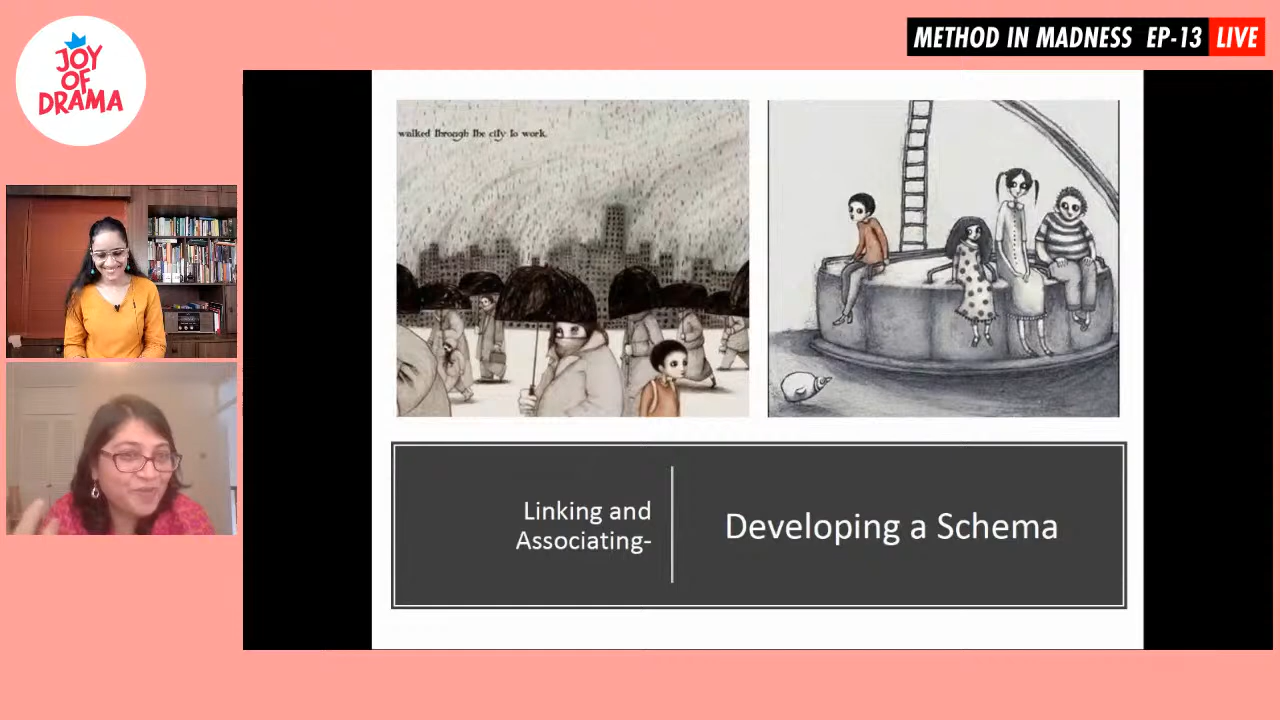 JOY
OF
DRAMA
METHOD IN MADNESS EP-13 LIVE
walked through the city to work.
Linking and
Associating-
Developing a Schema